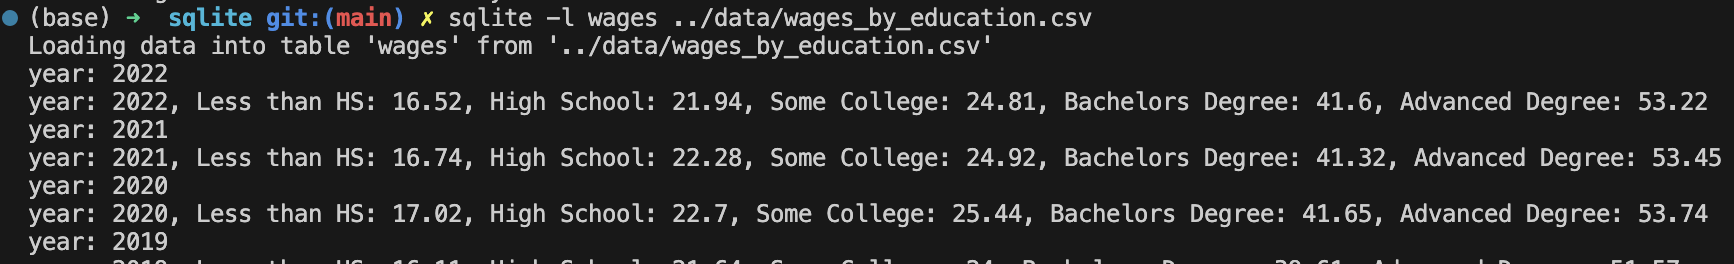 (base) ➜ sqlite git:(main) ✗ sqlite -l wages ../data/wages_by_education.csv
Loading data into table 'wages' from '../data/wages_by_education.csv'
year: 2022
year: 2022, Less than HS: 16.52, High School: 21.94, Some College: 24.81, Bachelors Degree: 41.6, Advanced Degree: 53.22
year: 2021
year: 2021, Less than HS: 16.74, High School: 22.28, Some College: 24.92, Bachelors Degree: 41.32, Advanced Degree: 53.45
year: 2020
year: 2020, Less than HS: 17.02, High School: 22.7, Some College: 25.44, Bachelors Degree: 41.65, Advanced Degree: 53.74
year: 2019